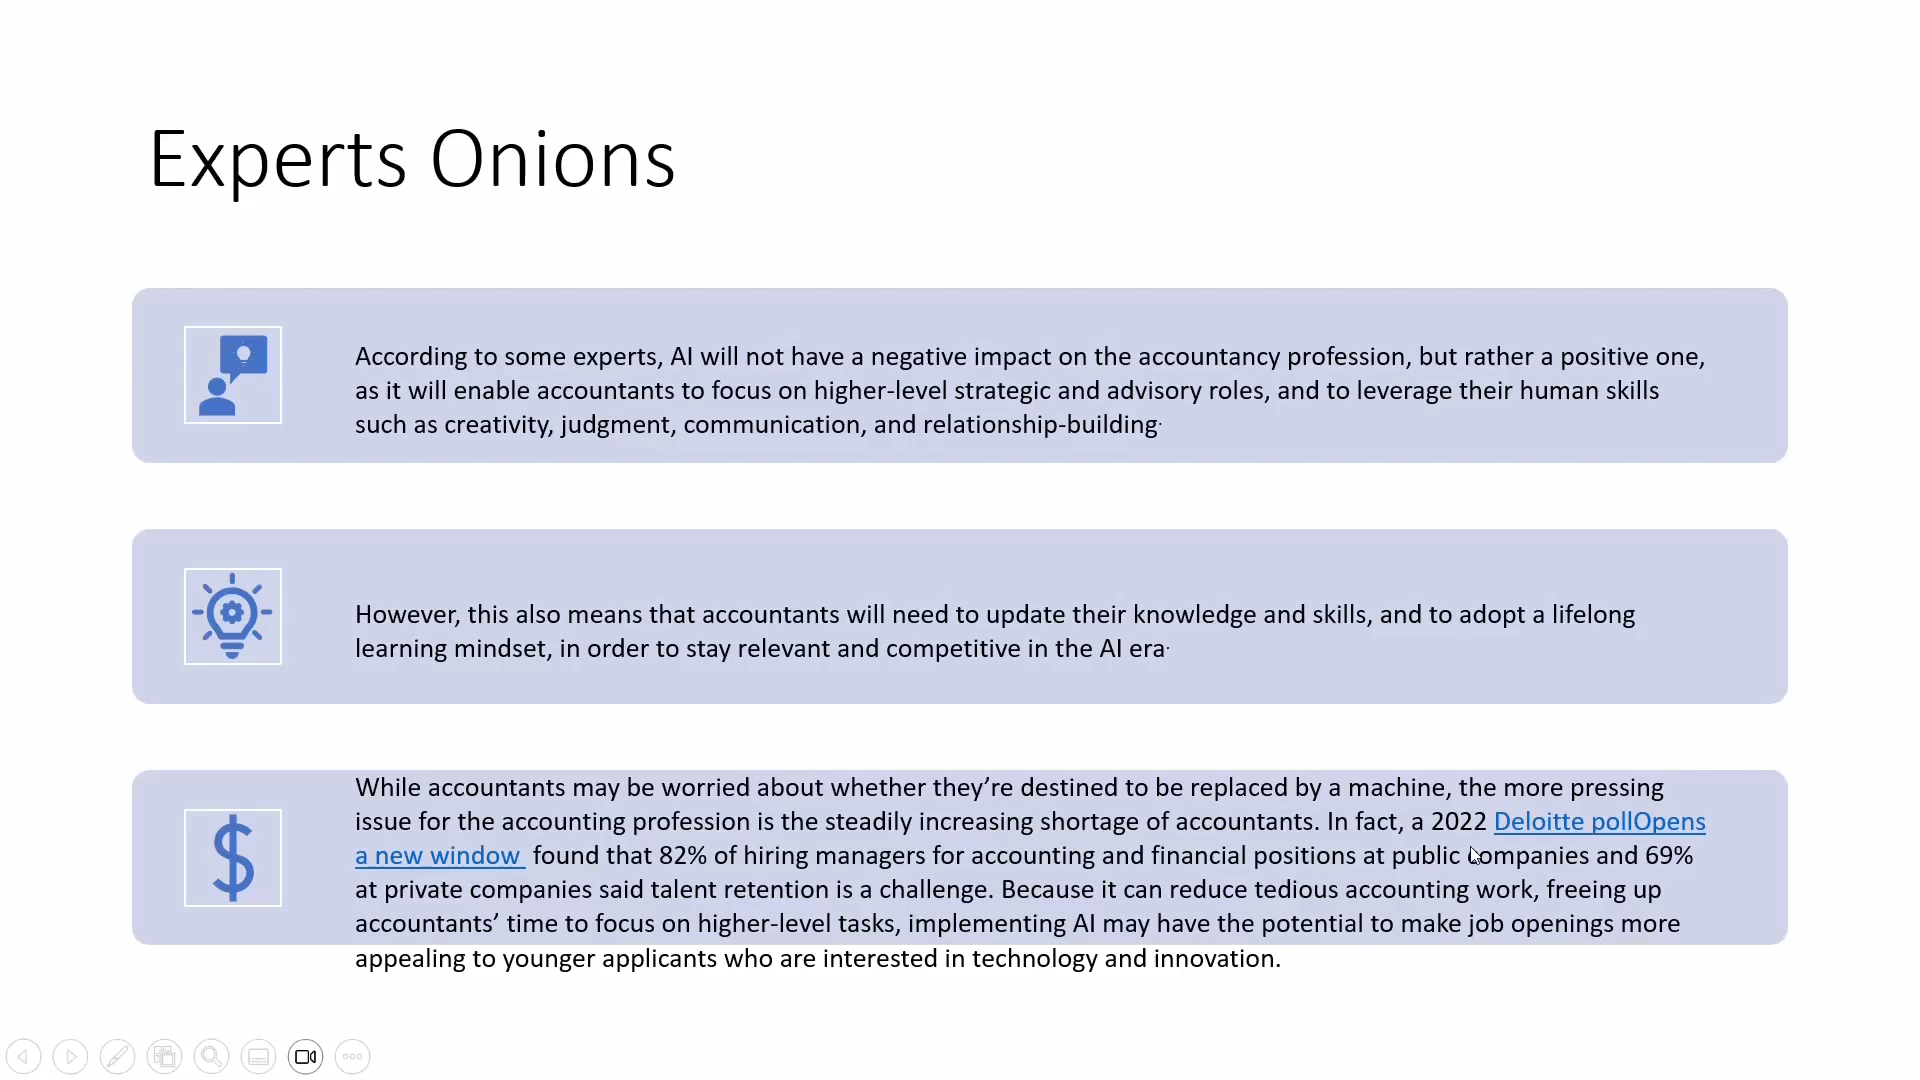 Experts Onions
According to some experts, AI will not have a negative impact on the accountancy profession, but rather a positive one,
as it will enable accountants to focus on higher-level strategic and advisory roles, and to leverage their human skills
such as creativity, judgment, communication, and relationship-building.
However, this also means that accountants will need to update their knowledge and skills, and to adopt a lifelong
learning mindset, in order to stay relevant and competitive in the AI era.
While accountants may be worried about whether they’re destined to be replaced by a machine, the more pressing
issue for the accounting profession is the steadily increasing shortage of accountants. In fact, a 2022 Deloitte pollOpens
a new window found that 82% of hiring managers for accounting and financial positions at public companies and 69%
at private companies said talent retention is a challenge. Because it can reduce tedious accounting work, freeing up
accountants’ time to focus on higher-level tasks, implementing AI may have the potential to make job openings more
appealing to younger applicants who are interested in technology and innovation.